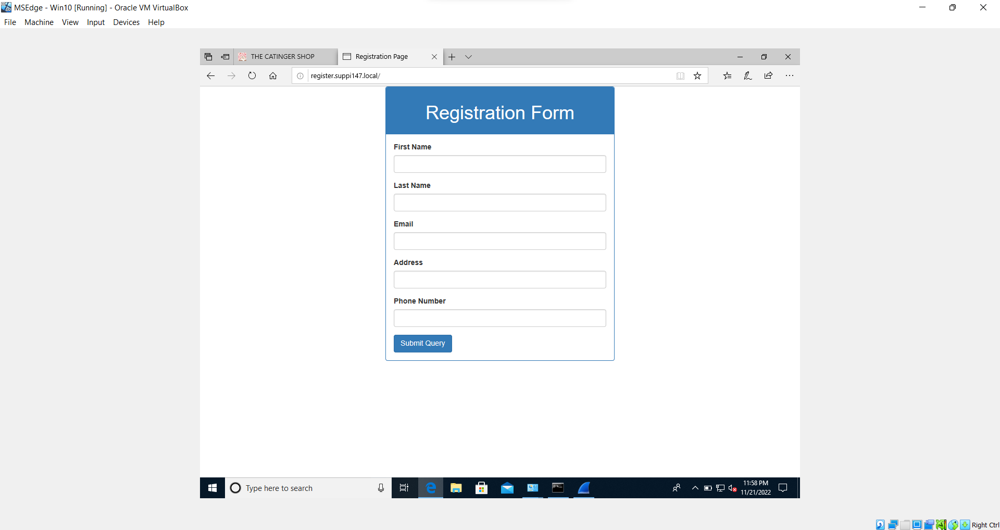 MSEdge - Win10 [Running] - Oracle VM VirtualBox
File Machine View Input Devices Help
THE CATINGER SHOP
Registration Page
register.suppi147.local/
Registration Form
First Name
Last Name
Email
Address
Phone Number
Submit Query
Type here to search
11:58 PM
11/21/2022
Right Ctrl